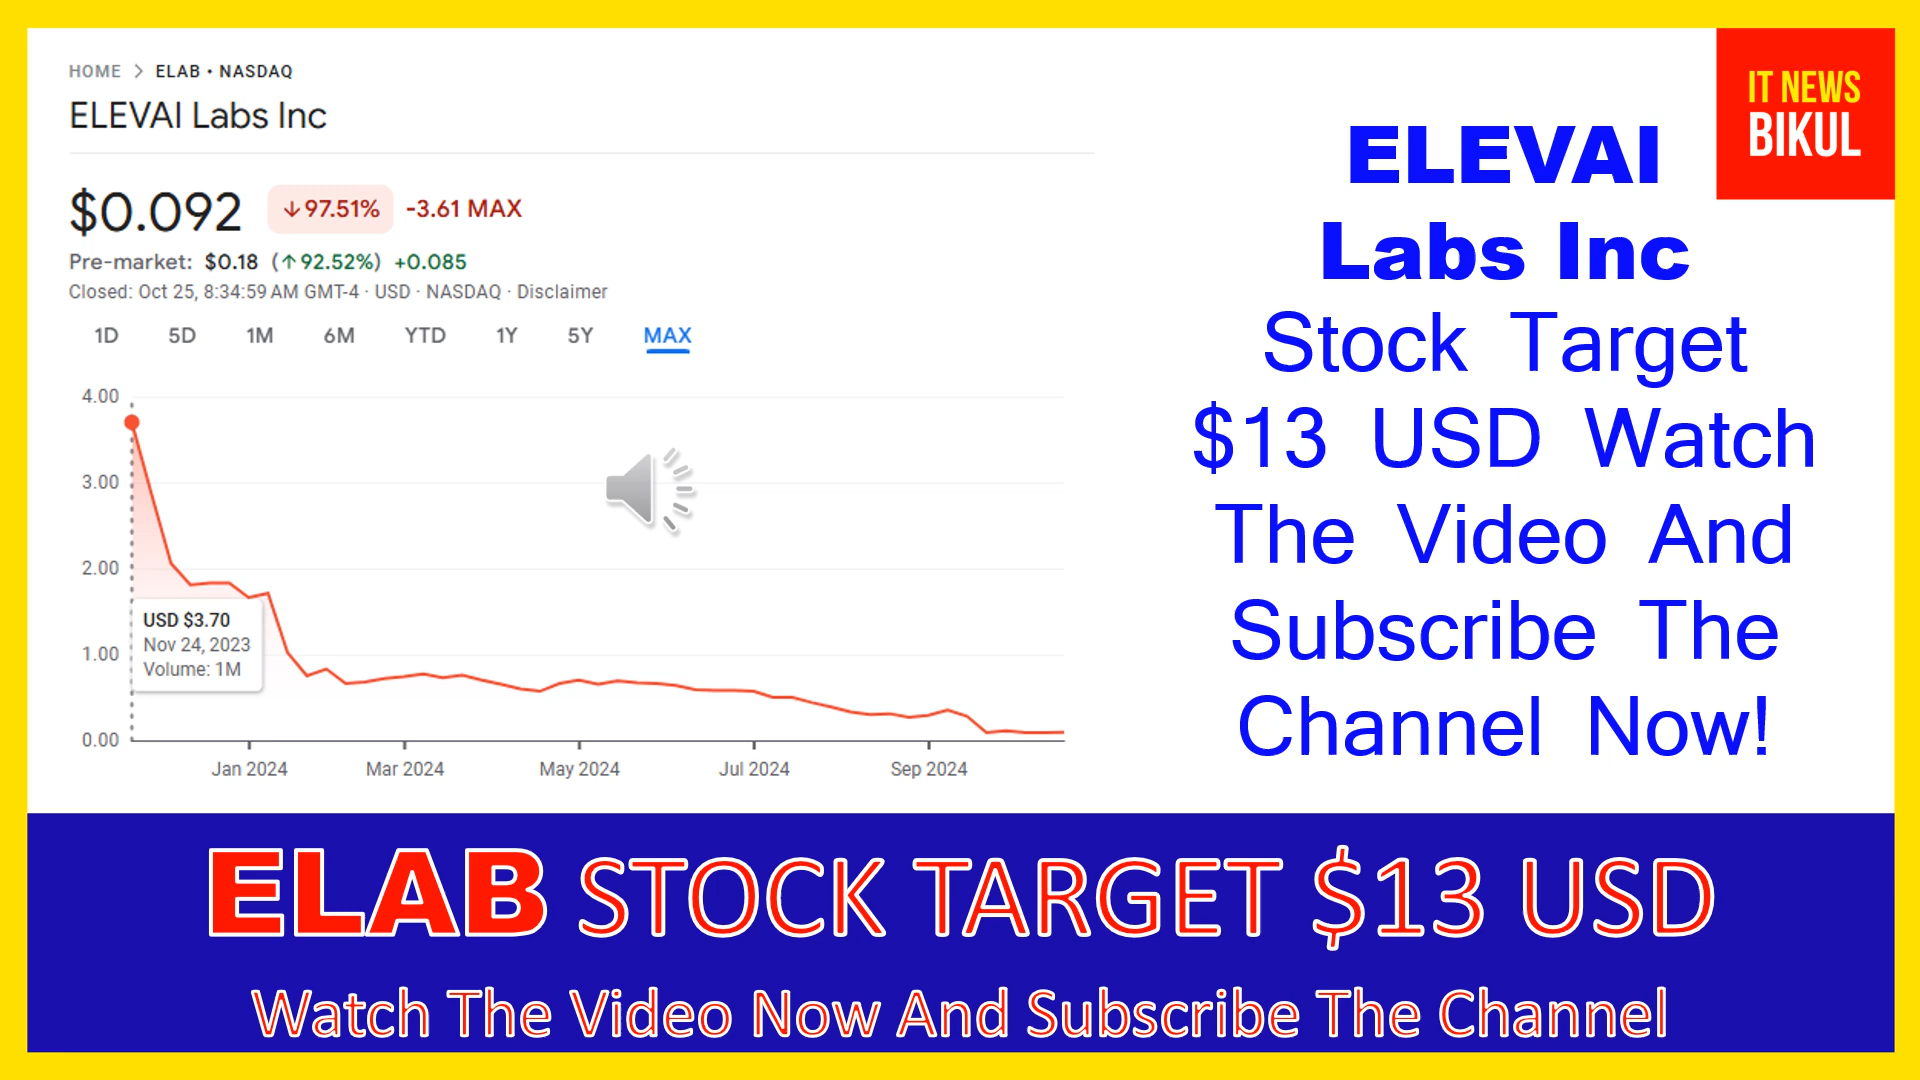 HOME > ELAB • NASDAQ
ELEVAI Labs Inc
$0.092 ↓97.51% -3.61 MAX
Pre-market: $0.18 (↑92.52%) +0.085
Closed: Oct 25, 8:34:59 AM GMT-4 · USD · NASDAQ · Disclaimer
1D 5D 1M 6M YTD 1Y 5Y MAX
4.00
3.00
2.00
1.00
0.00
USD $3.70
Nov 24, 2023
Volume: 1M
Jan 2024 Mar 2024 May 2024 Jul 2024 Sep 2024
IT NEWS
BIKUL
ELEVAI
Labs Inc
Stock Target
$13 USD Watch
The Video And
Subscribe The
Channel Now!
ELAB STOCK TARGET $13 USD
Watch The Video Now And Subscribe The Channel